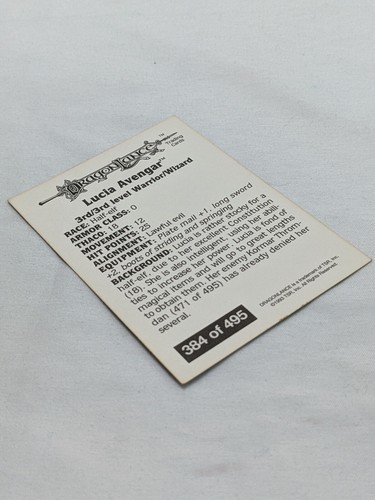 DRAGONLANCE™
Trading
Cards
Lucia Avengar™
3rd/3rd level Warrior/Wizard
RACE: Half-elf
ARMOR CLASS: 0
THAC0: 18
MOVEMENT: 12
HIT POINTS: 25
ALIGNMENT: Lawful evil
EQUIPMENT: Plate mail +1, long sword
+2, boots of striding and springing
BACKGROUND: Lucia is rather stocky for a
half-elf, due to her excellent Constitution
(18). She is also intelligent, using her abili-
ties to increase her power. Lucia is fond of
magical items and will go to great lengths
to obtain them. Her enemy Lamar Chrom-
dan (471 of 495) has already denied her
several.
384 of 495
DRAGONLANCE is a trademark of TSR, Inc.
©1993 TSR, Inc. All Rights Reserved.